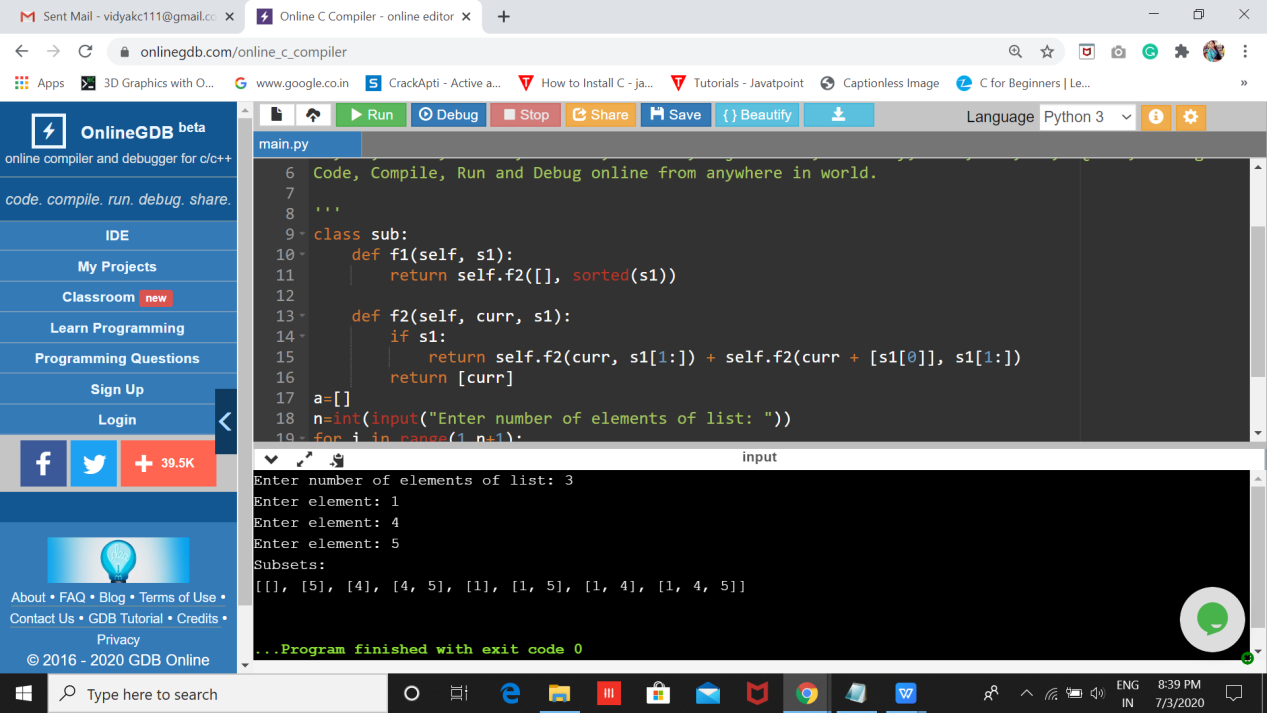 Sent Mail - vidyakc111@gmail.co
Online C Compiler - online editor
onlinegdb.com/online_c_compiler
Apps
3D Graphics with O...
www.google.co.in
CrackApti - Active a...
How to Install C - ja...
Tutorials - Javatpoint
Captionless Image
C for Beginners | Le...
»
OnlineGDB beta
online compiler and debugger for c/c++
code. compile. run. debug. share.
IDE
My Projects
Classroom new
Learn Programming
Programming Questions
Sign Up
Login
39.5K
About • FAQ • Blog • Terms of Use •
Contact Us • GDB Tutorial • Credits •
Privacy
© 2016 - 2020 GDB Online
Run
Debug
Stop
Share
Save
{ } Beautify
Language Python 3
main.py
6 Code, Compile, Run and Debug online from anywhere in world.
7
8 '''
9 class sub:
10 def f1(self, s1):
11 return self.f2([], sorted(s1))
12
13 def f2(self, curr, s1):
14 if s1:
15 return self.f2(curr, s1[1:]) + self.f2(curr + [s1[0]], s1[1:])
16 return [curr]
17 a=[]
18 n=int(input("Enter number of elements of list: "))
19 for i in range(1,n+1):
input
Enter number of elements of list: 3
Enter element: 1
Enter element: 4
Enter element: 5
Subsets:
[[], [5], [4], [4, 5], [1], [1, 5], [1, 4], [1, 4, 5]]
...Program finished with exit code 0
Type here to search
ENG
IN
8:39 PM
7/3/2020